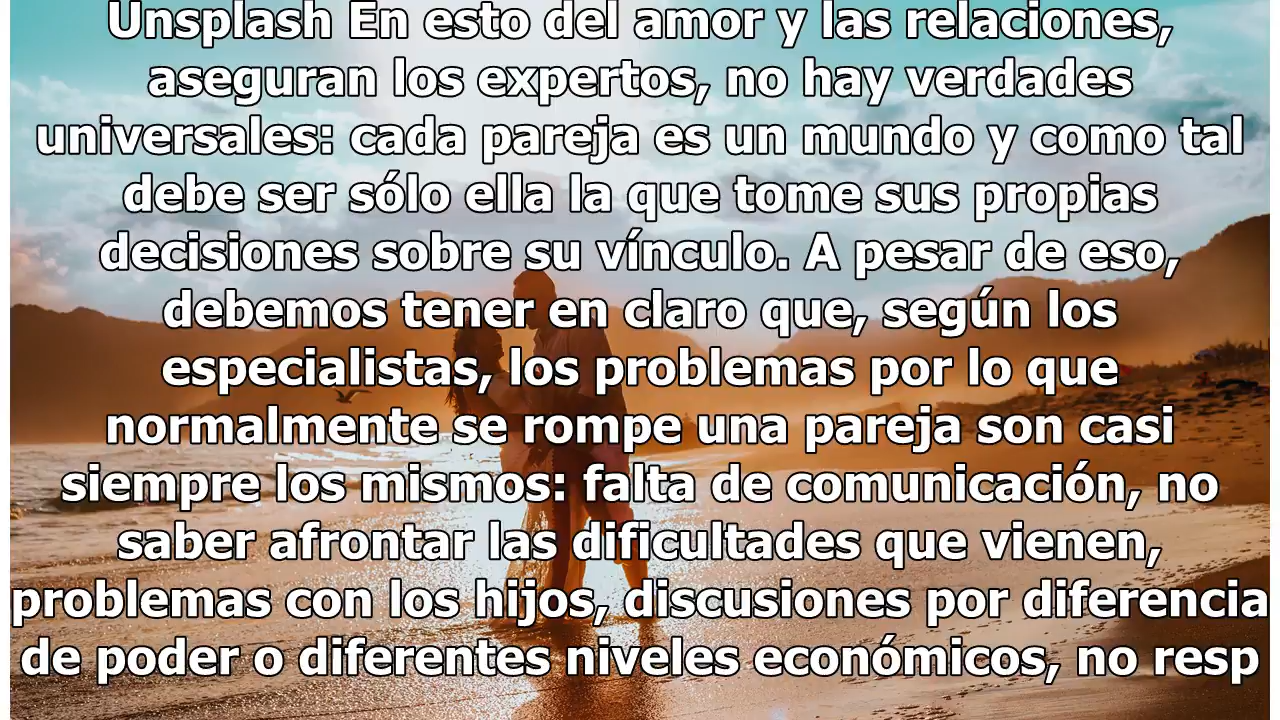 Unsplash En esto del amor y las relaciones,
aseguran los expertos, no hay verdades
universales: cada pareja es un mundo y como tal
debe ser sólo ella la que tome sus propias
decisiones sobre su vínculo. A pesar de eso,
debemos tener en claro que, según los
especialistas, los problemas por lo que
normalmente se rompe una pareja son casi
siempre los mismos: falta de comunicación, no
saber afrontar las dificultades que vienen,
problemas con los hijos, discusiones por diferencia
de poder o diferentes niveles económicos, no resp